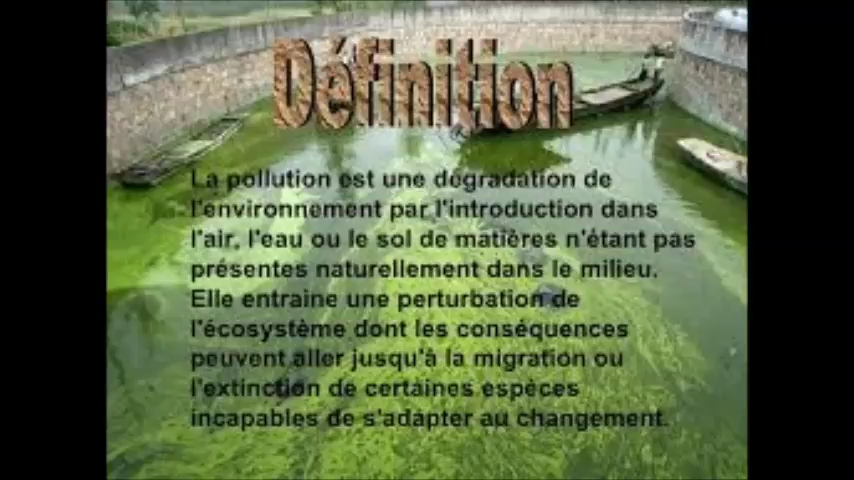 Définition
La pollution est une dégradation de
l'environnement par l'introduction dans
l'air, l'eau ou le sol de matières n'étant pas
présentes naturellement dans le milieu.
Elle entraine une perturbation de
l'écosystème dont les conséquences
peuvent aller jusqu'à la migration ou
l'extinction de certaines espèces
incapables de s'adapter au changement.